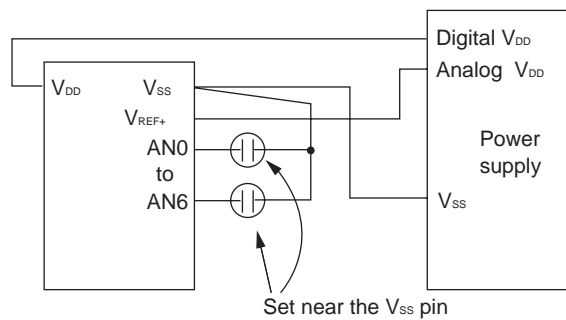 Digital VDD
Analog VDD
Power
supply
VSS
VDD
VSS
VREF+
AN0
to
AN6
Set near the VSS pin